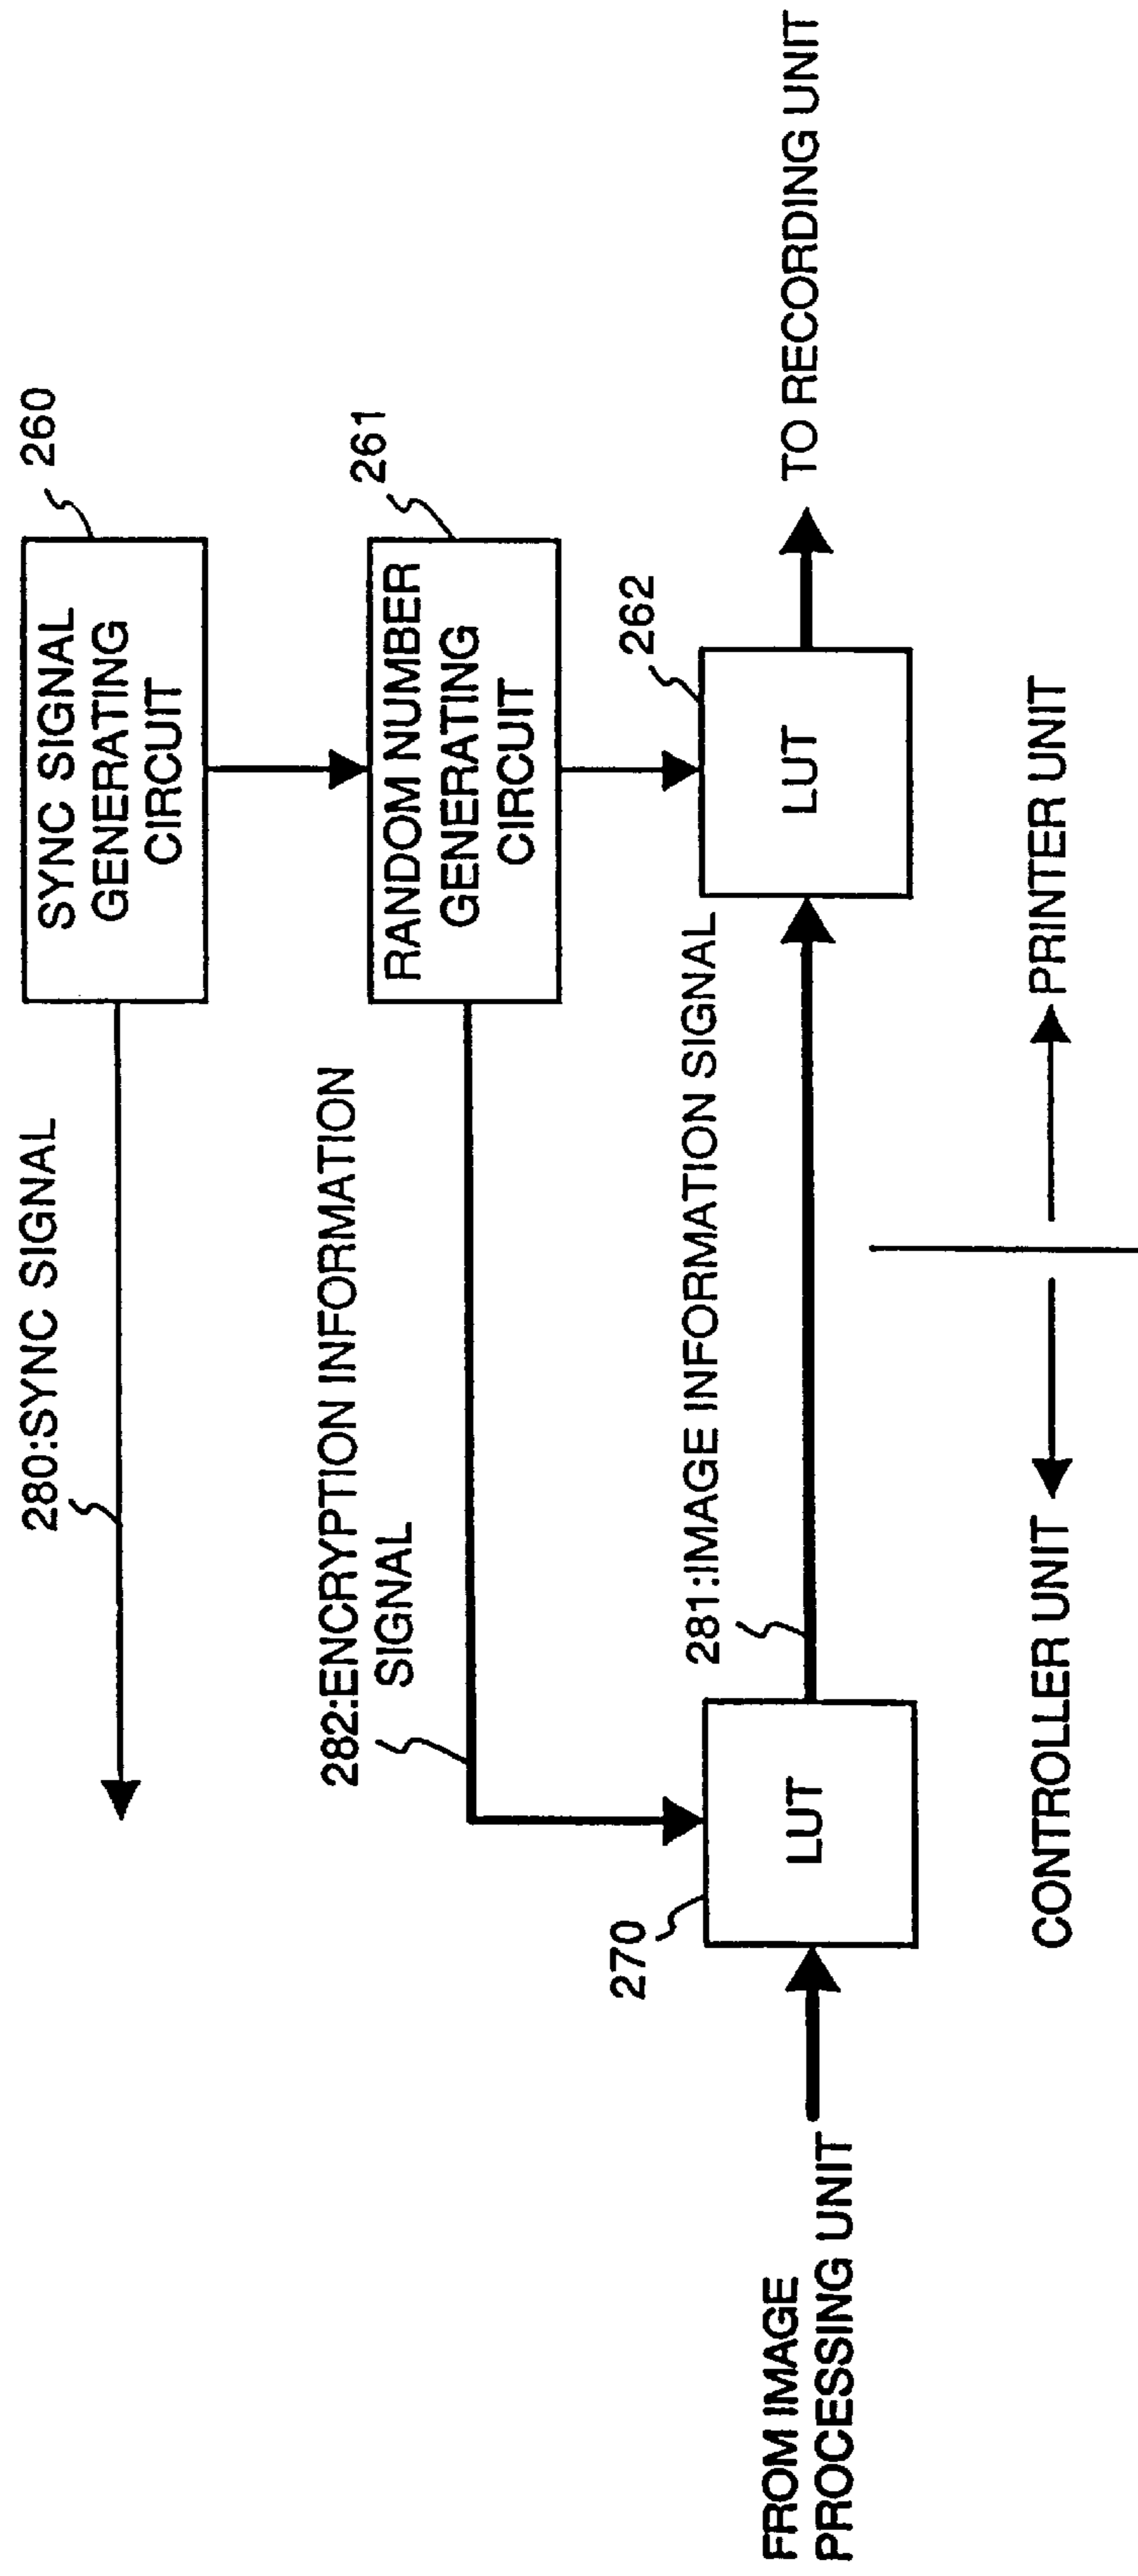 280:SYNC SIGNAL
SYNC SIGNAL
GENERATING
CIRCUIT
260
282:ENCRYPTION INFORMATION
SIGNAL
RANDOM NUMBER
GENERATING
CIRCUIT
261
270
LUT
281:IMAGE INFORMATION SIGNAL
262
LUT
FROM IMAGE
PROCESSING UNIT
TO RECORDING UNIT
CONTROLLER UNIT
PRINTER UNIT